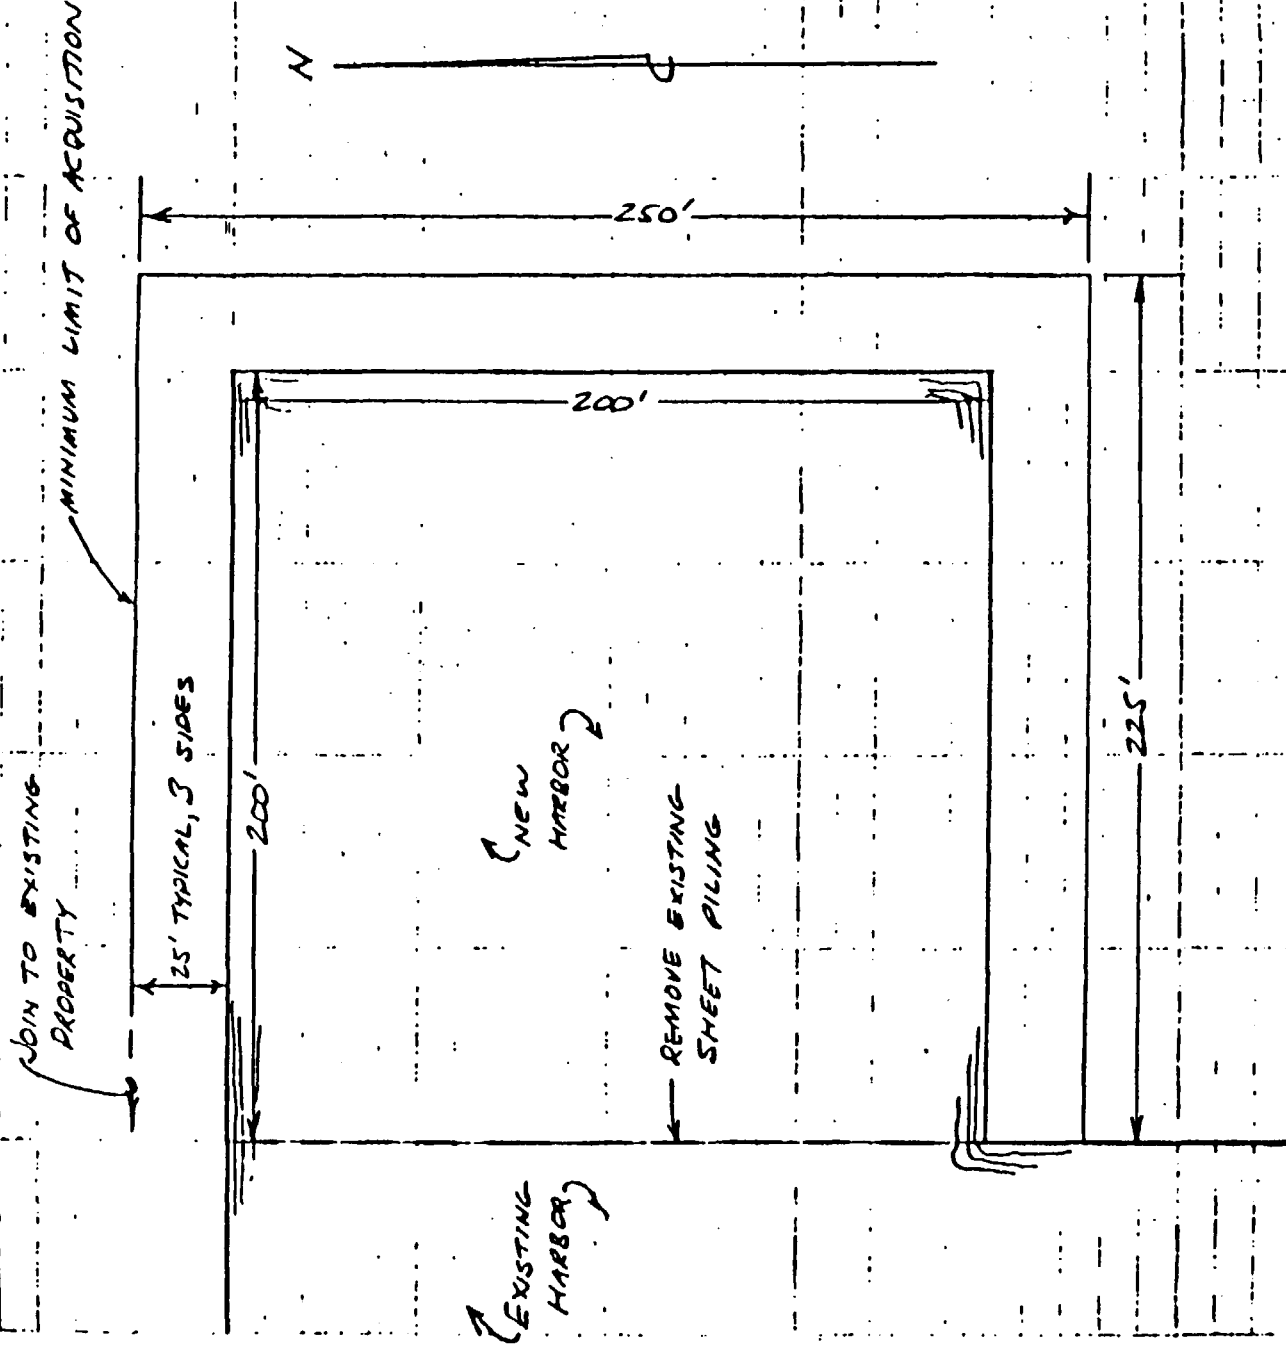 N
MINIMUM LIMIT OF ACQUISITION
250'
200'
JOIN TO EXISTING
PROPERTY
25' TYPICAL, 3 SIDES
200'
NEW
HARBOR
REMOVE EXISTING
SHEET PILING
225'
EXISTING
HARBOR